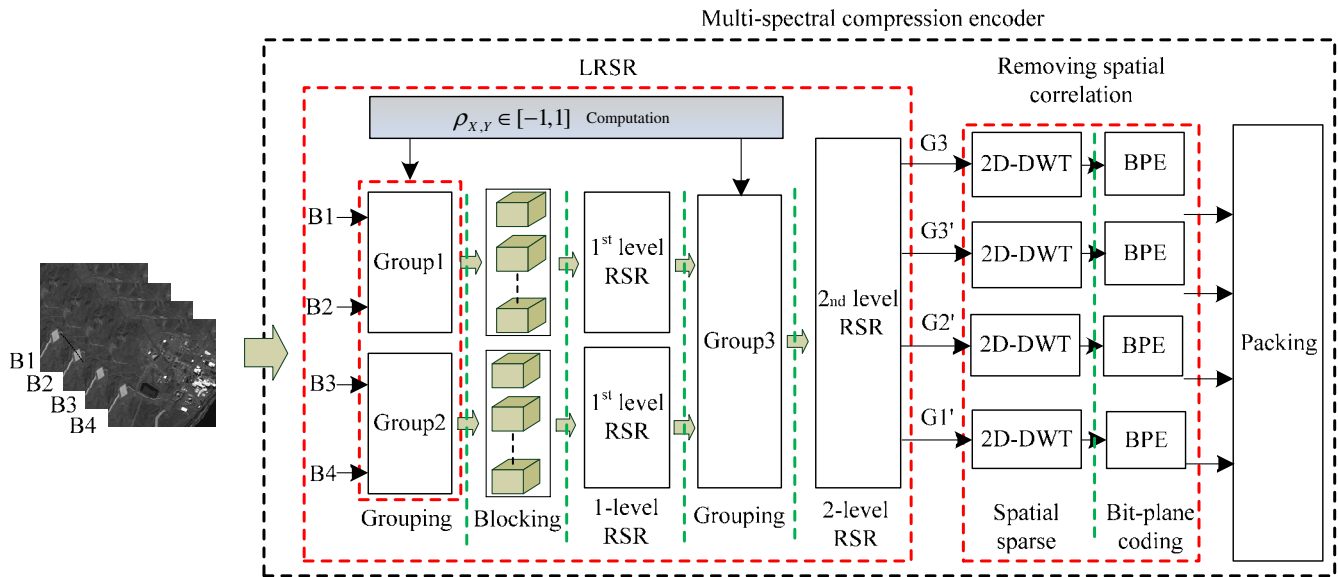 Multi-spectral compression encoder
LRSR
Removing spatial
correlation
ρX,Y ∈ [-1,1] Computation
B1
B2
B3
B4
B1
B2
B3
B4
Group1
Group2
Grouping
Blocking
1st level
RSR
1st level
RSR
1-level
RSR
Group3
Grouping
2nd level
RSR
2-level
RSR
G3
G3'
G2'
G1'
2D-DWT
2D-DWT
2D-DWT
2D-DWT
Spatial
sparse
BPE
BPE
BPE
BPE
Bit-plane
coding
Packing